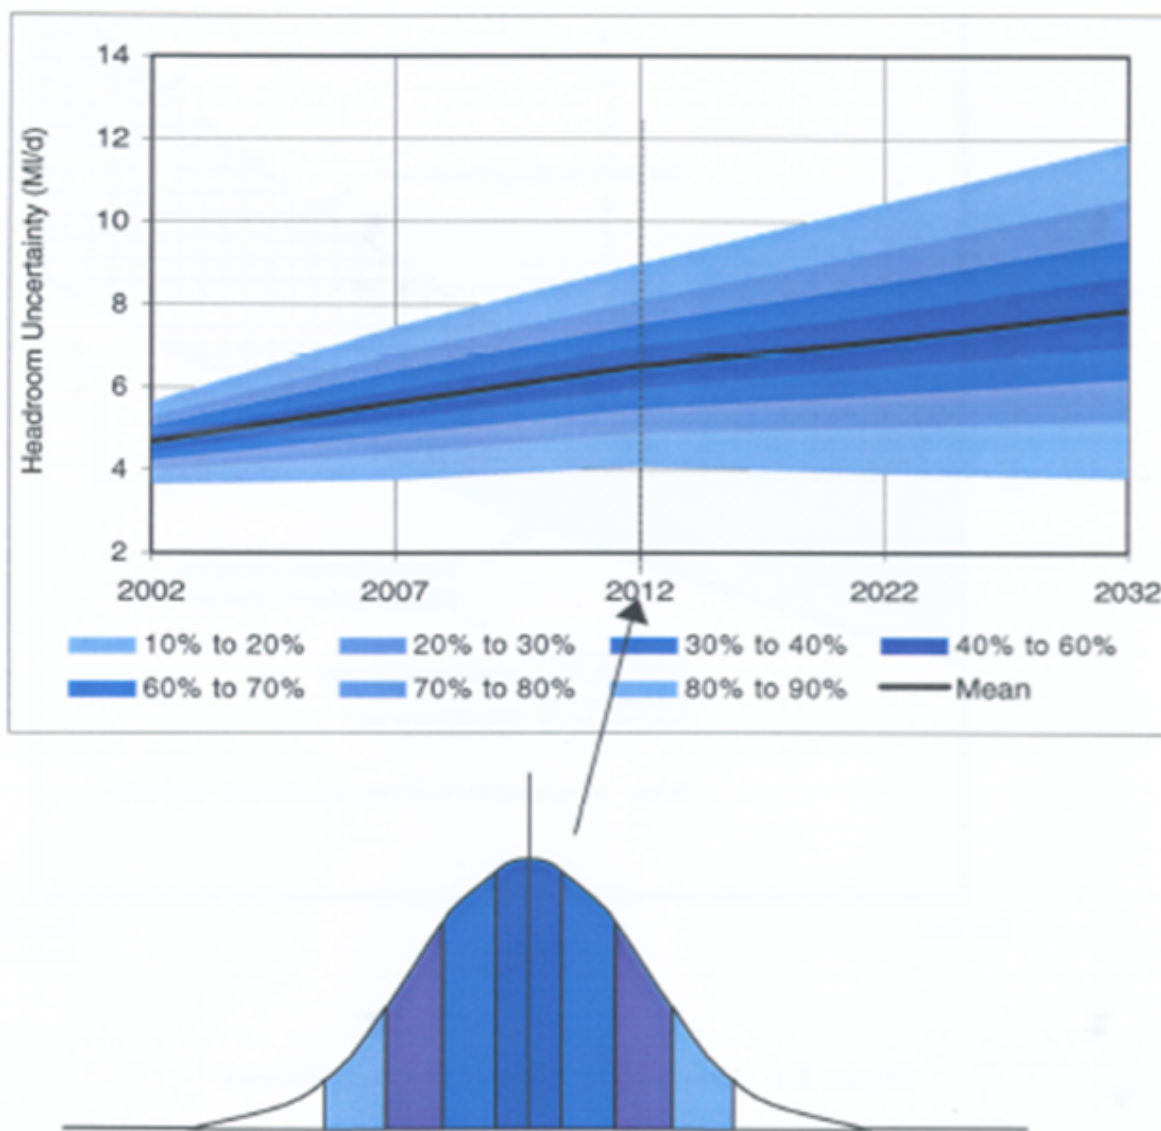 Headroom Uncertainty (Ml/d)
14
12
10
8
6
4
2
2002 2007 2012 2022 2032
10% to 20% 20% to 30% 30% to 40% 40% to 60%
60% to 70% 70% to 80% 80% to 90% Mean